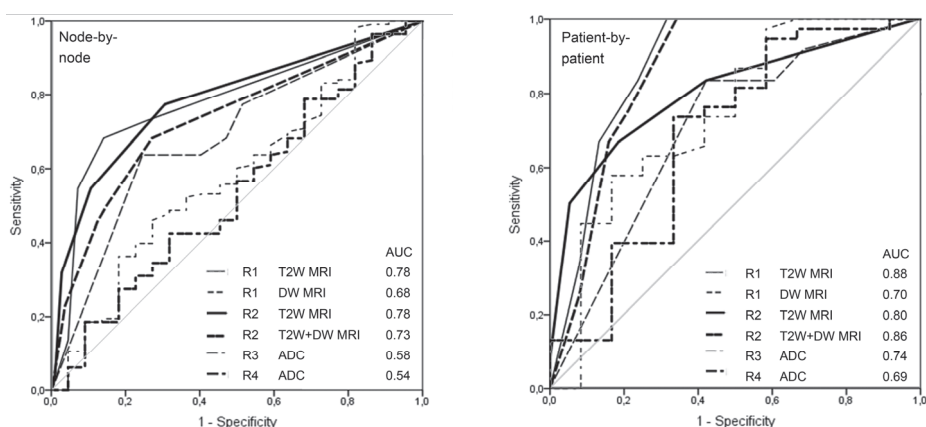 Node-by-
node
1,0
0,8
0,6
0,4
0,2
0,0
Sensitivity
AUC
R1 T2W MRI 0.78
R1 DW MRI 0.68
R2 T2W MRI 0.78
R2 T2W+DW MRI 0.73
R3 ADC 0.58
R4 ADC 0.54
0,0 0,2 0,4 0,6 0,8 1,0
1 - Specificity
Patient-by-
patient
1,0
0,8
0,6
0,4
0,2
0,0
Sensitivity
AUC
R1 T2W MRI 0.88
R1 DW MRI 0.70
R2 T2W MRI 0.80
R2 T2W+DW MRI 0.86
R3 ADC 0.74
R4 ADC 0.69
0,0 0,2 0,4 0,6 0,8 1,0
1 - Specificity